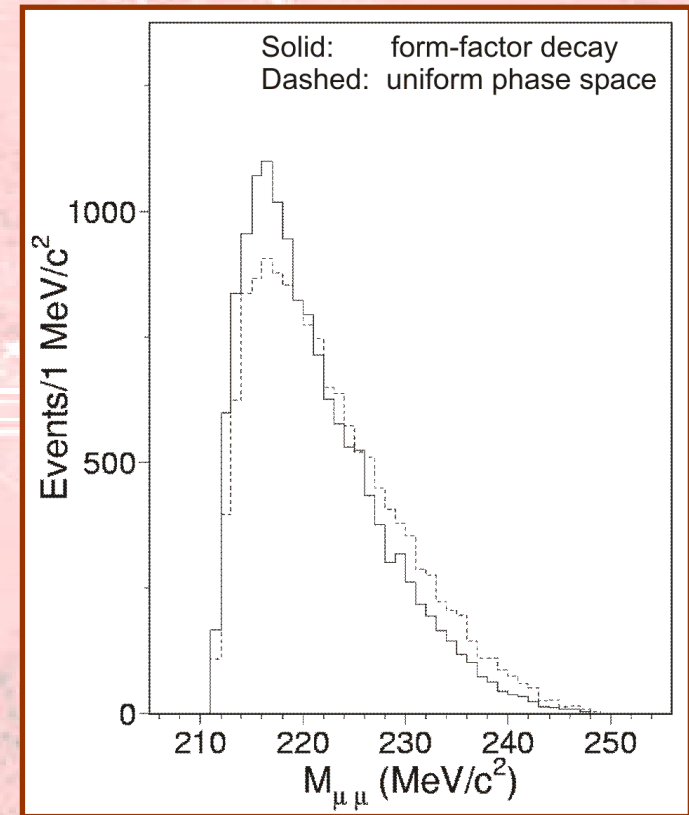 Solid: form-factor decay
Dashed: uniform phase space
Events/1 MeV/c²
1000
500
0
210 220 230 240 250
M_μμ (MeV/c²)